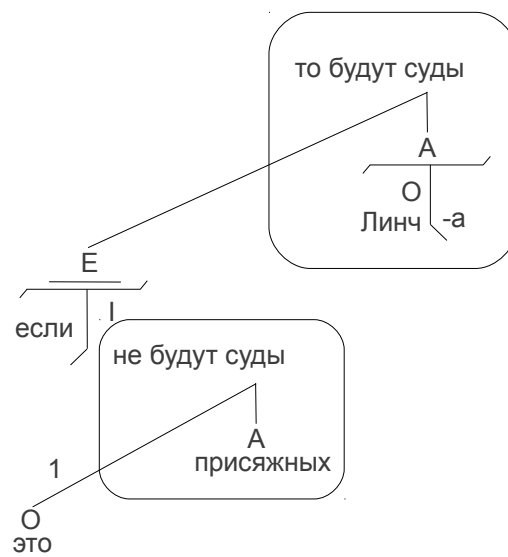 то будут суды
А
О
Линч -а
Е
если I
не будут суды
А
присяжных
1
О
это